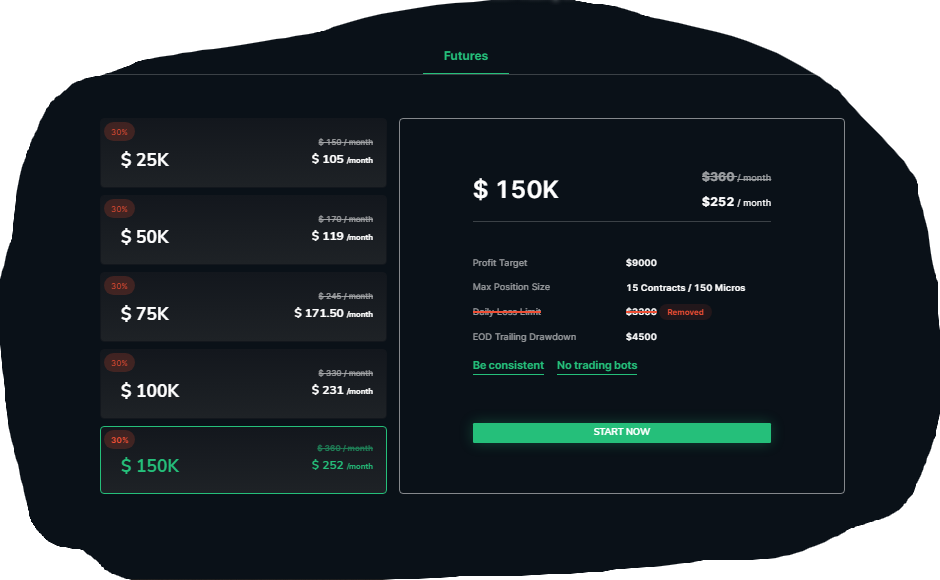 Futures
30%
$ 150 / month
$ 25K
$ 105 /month
30%
$ 170 / month
$ 50K
$ 119 /month
30%
$ 245 / month
$ 75K
$ 171.50 /month
30%
$ 330 / month
$ 100K
$ 231 /month
30%
$ 360 / month
$ 150K
$ 252 /month
$ 150K
$360 / month
$252 / month
Profit Target $9000
Max Position Size 15 Contracts / 150 Micros
Daily Loss Limit $3300 Removed
EOD Trailing Drawdown $4500
Be consistent No trading bots
START NOW